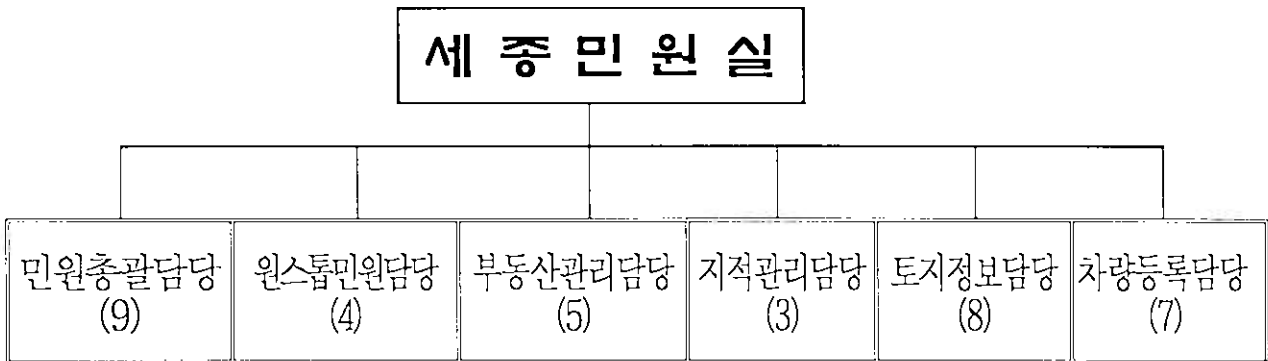 세종민원실
민원총괄담당
(9)
원스톱민원담당
(4)
부동산관리담당
(5)
지적관리담당
(3)
토지정보담당
(8)
차량등록담당
(7)